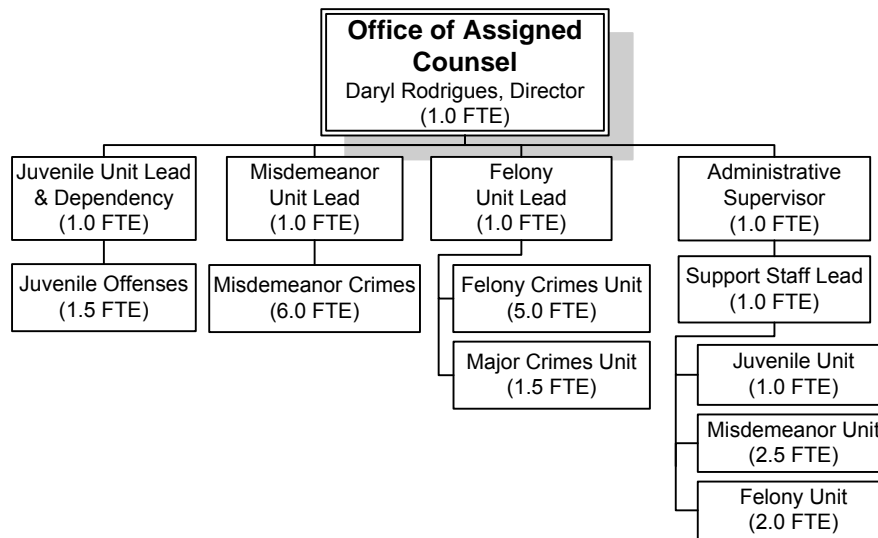 Office of Assigned
Counsel
Daryl Rodrigues, Director
(1.0 FTE)
Juvenile Unit Lead
& Dependency
(1.0 FTE)
Misdemeanor
Unit Lead
(1.0 FTE)
Felony
Unit Lead
(1.0 FTE)
Administrative
Supervisor
(1.0 FTE)
Juvenile Offenses
(1.5 FTE)
Misdemeanor Crimes
(6.0 FTE)
Felony Crimes Unit
(5.0 FTE)
Major Crimes Unit
(1.5 FTE)
Support Staff Lead
(1.0 FTE)
Juvenile Unit
(1.0 FTE)
Misdemeanor Unit
(2.5 FTE)
Felony Unit
(2.0 FTE)